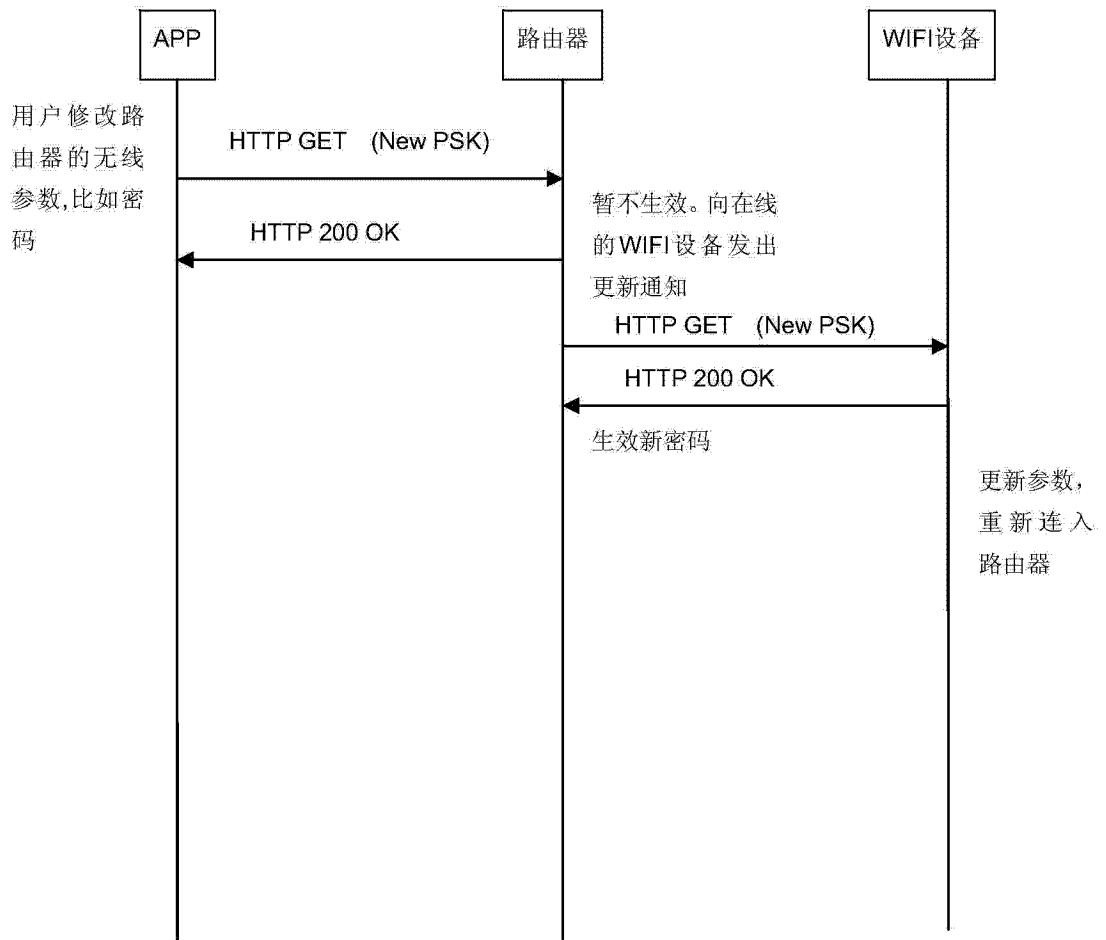 APP
路由器
WIFI设备
用户修改路
由器的无线
参数,比如密
码
HTTP GET (New PSK)
HTTP 200 OK
暂不生效。向在线
的WIFI设备发出
更新通知
HTTP GET (New PSK)
HTTP 200 OK
生效新密码
更新参数，
重新连入
路由器